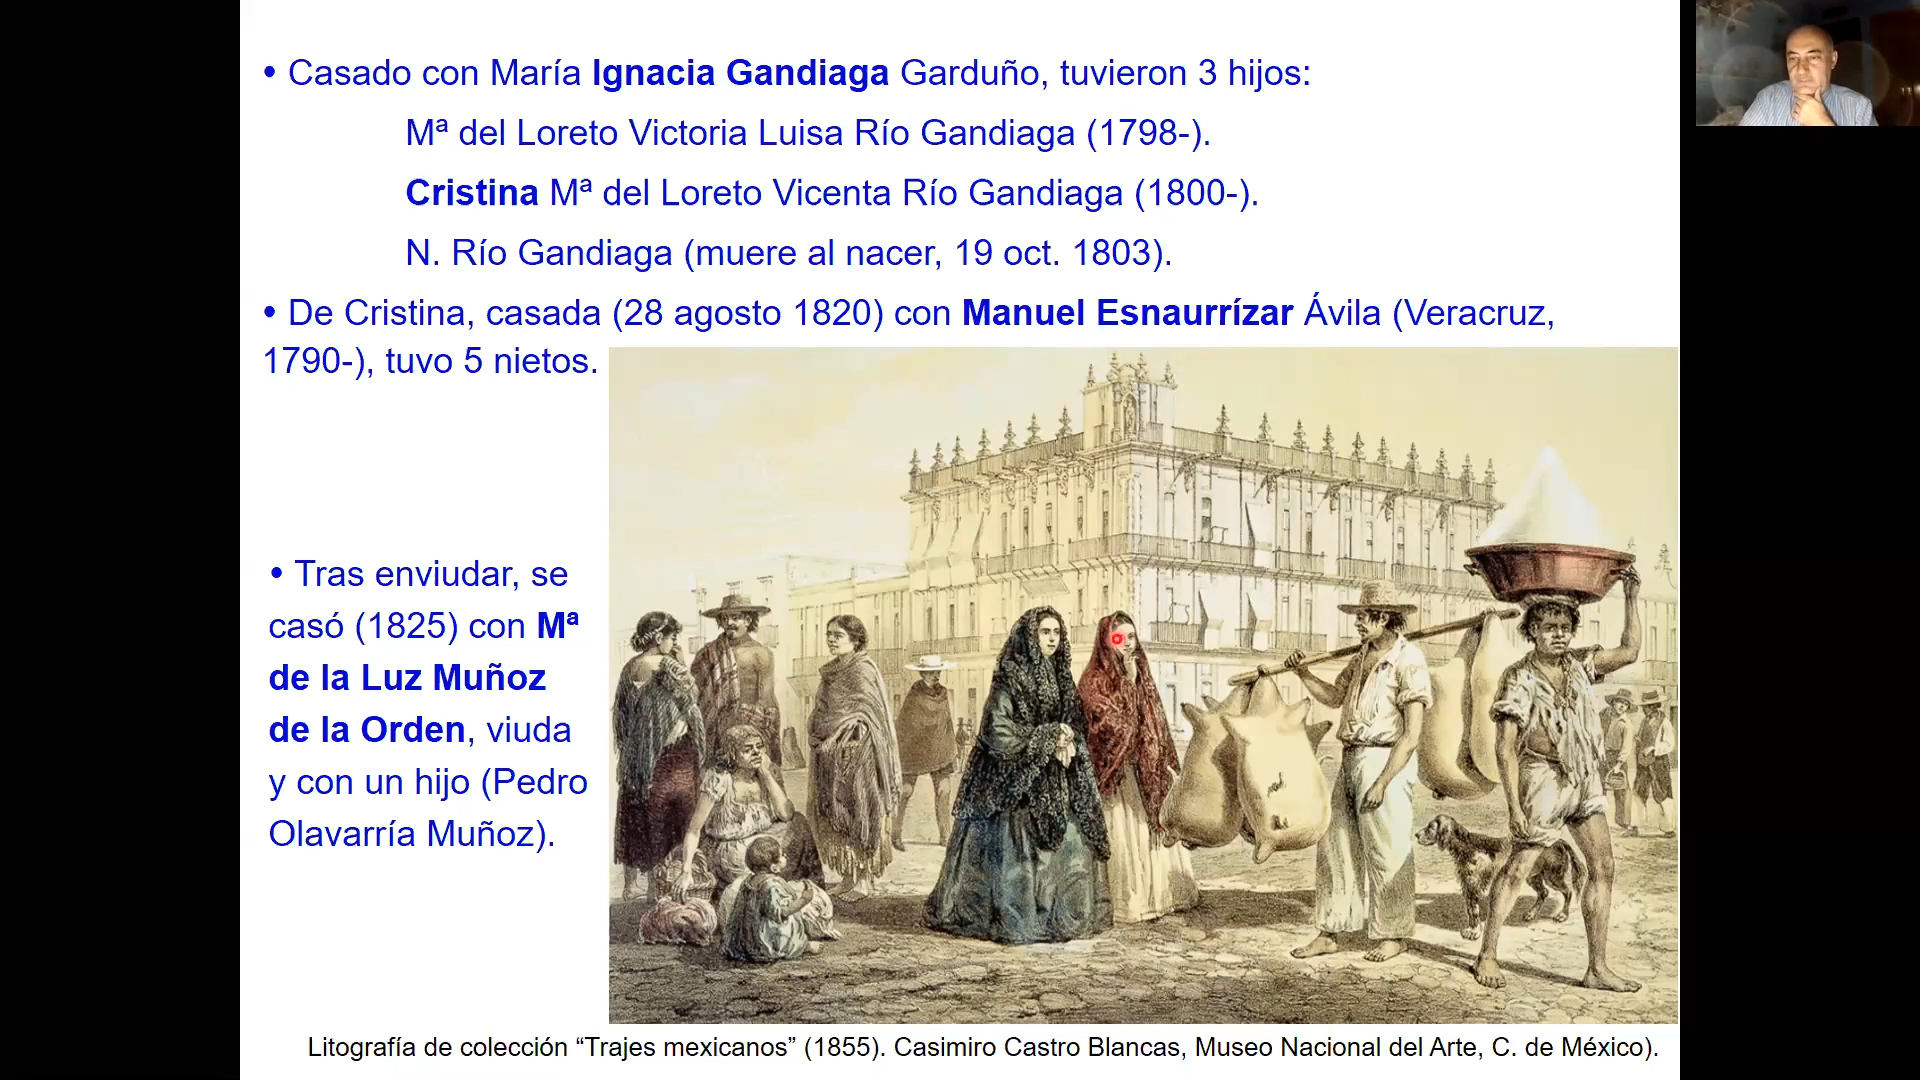 • Casado con María Ignacia Gandiaga Garduño, tuvieron 3 hijos:
Mª del Loreto Victoria Luisa Río Gandiaga (1798-).
Cristina Mª del Loreto Vicenta Río Gandiaga (1800-).
N. Río Gandiaga (muere al nacer, 19 oct. 1803).
• De Cristina, casada (28 agosto 1820) con Manuel Esnaurrízar Ávila (Veracruz,
1790-), tuvo 5 nietos.
• Tras enviudar, se
casó (1825) con Mª
de la Luz Muñoz
de la Orden, viuda
y con un hijo (Pedro
Olavarría Muñoz).
Litografía de colección “Trajes mexicanos” (1855). Casimiro Castro Blancas, Museo Nacional del Arte, C. de México).